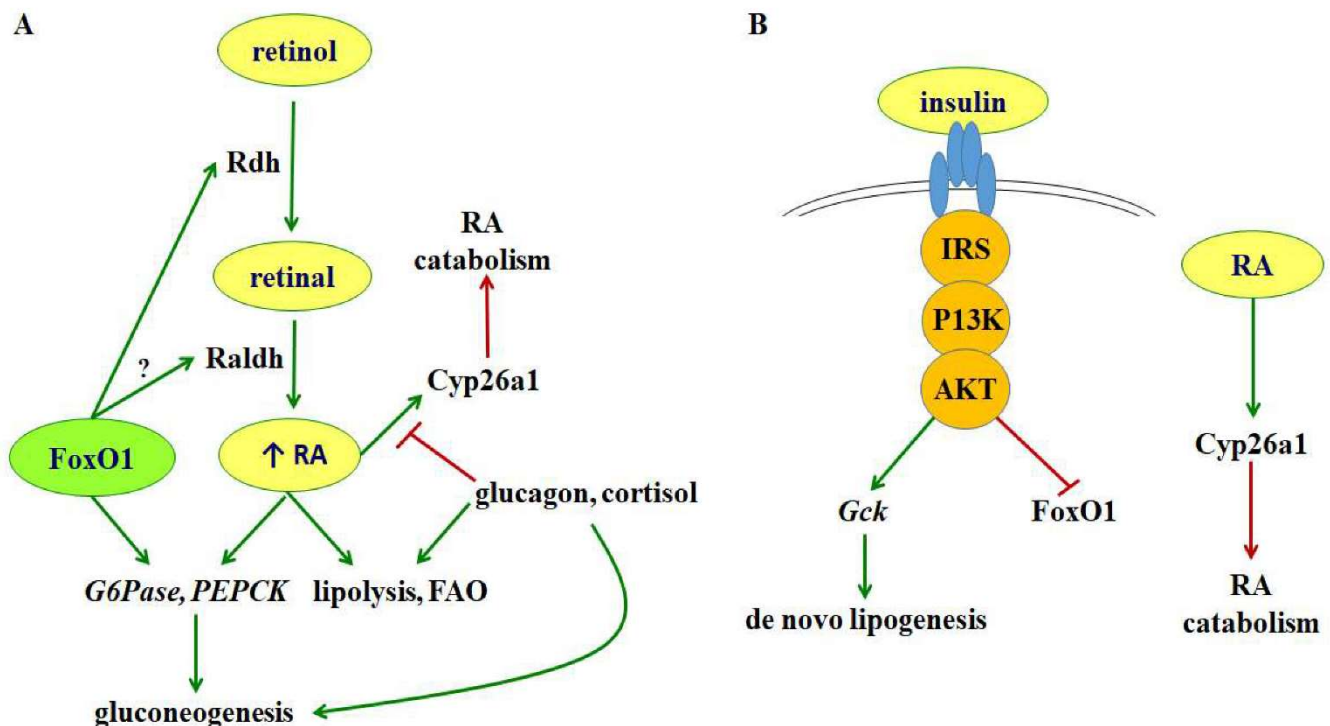 A
retinol
Rdh
retinal
RA
catabolism
?
Raldh
Cyp26a1
FoxO1
↑ RA
glucagon, cortisol
G6Pase, PEPCK
lipolysis, FAO
gluconeogenesis
B
insulin
IRS
P13K
AKT
Gck
FoxO1
de novo lipogenesis
RA
Cyp26a1
RA
catabolism